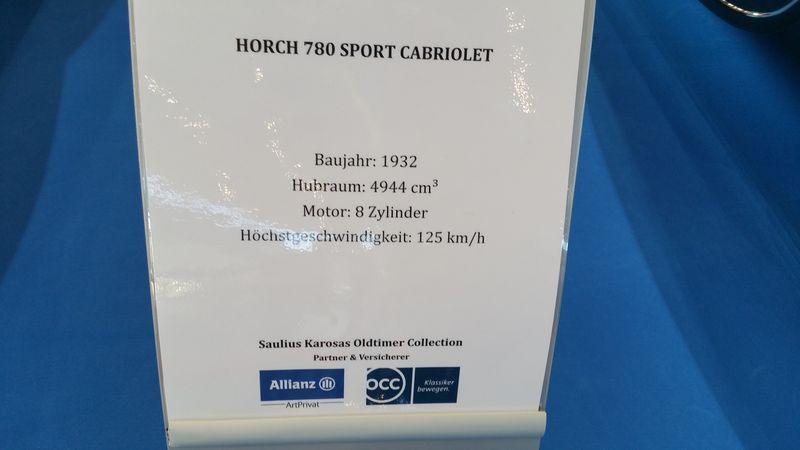 HORCH 780 SPORT CABRIOLET
Baujahr: 1932
Hubraum: 4944 cm³
Motor: 8 Zylinder
Höchstgeschwindigkeit: 125 km/h
Saulius Karosas Oldtimer Collection
Partner & Versicherer
Allianz
ArtPrivat
OCC
Klassiker
bewegen.